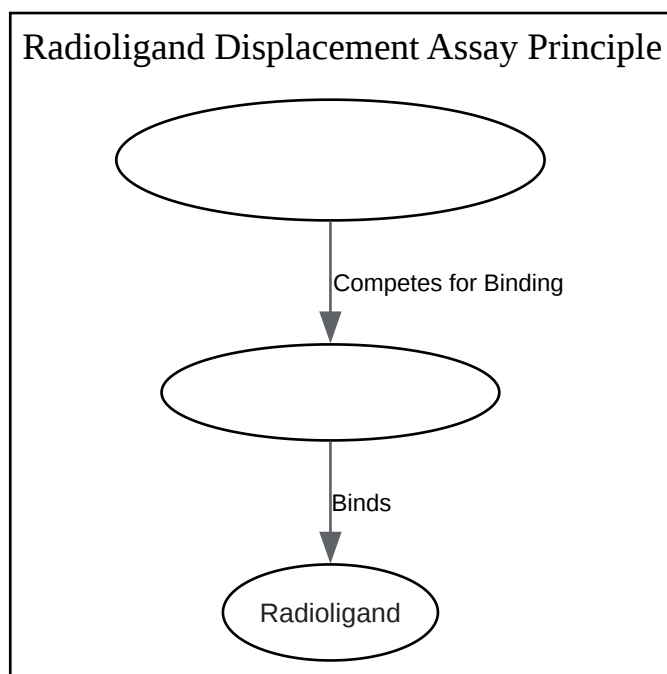 Radioligand Displacement Assay Principle
Competes for Binding
Binds
Radioligand